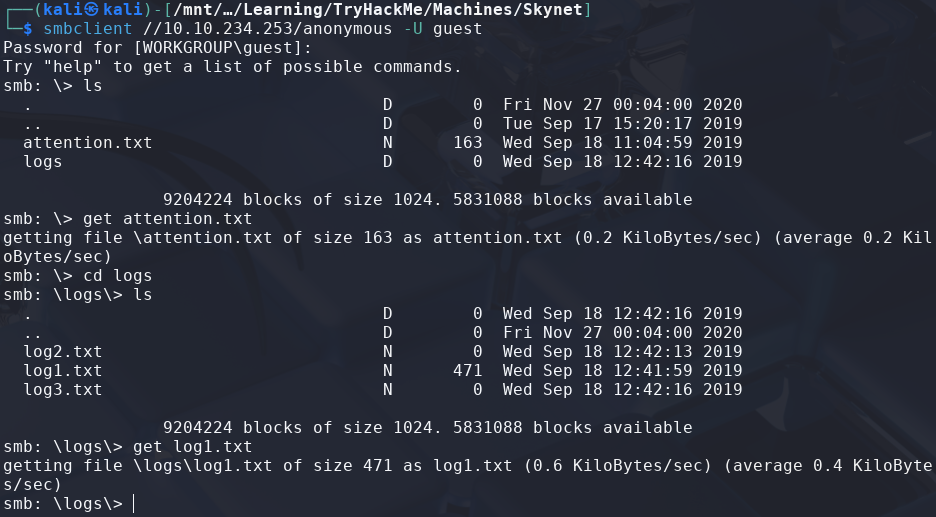 ┌──(kali㉿kali)-[/mnt/…/Learning/TryHackMe/Machines/Skynet]
└─$ smbclient //10.10.234.253/anonymous -U guest
Password for [WORKGROUP\guest]:
Try "help" to get a list of possible commands.
smb: \> ls
  .                                   D        0  Fri Nov 27 00:04:00 2020
  ..                                  D        0  Tue Sep 17 15:20:17 2019
  attention.txt                       N      163  Wed Sep 18 11:04:59 2019
  logs                                D        0  Wed Sep 18 12:42:16 2019
                9204224 blocks of size 1024. 5831088 blocks available
smb: \> get attention.txt
getting file \attention.txt of size 163 as attention.txt (0.2 KiloBytes/sec) (average 0.2 Kil
oBytes/sec)
smb: \> cd logs
smb: \logs\> ls
  .                                   D        0  Wed Sep 18 12:42:16 2019
  ..                                  D        0  Fri Nov 27 00:04:00 2020
  log2.txt                            N        0  Wed Sep 18 12:42:13 2019
  log1.txt                            N      471  Wed Sep 18 12:41:59 2019
  log3.txt                            N        0  Wed Sep 18 12:42:16 2019
                9204224 blocks of size 1024. 5831088 blocks available
smb: \logs\> get log1.txt
getting file \logs\log1.txt of size 471 as log1.txt (0.6 KiloBytes/sec) (average 0.4 KiloByte
s/sec)
smb: \logs\>